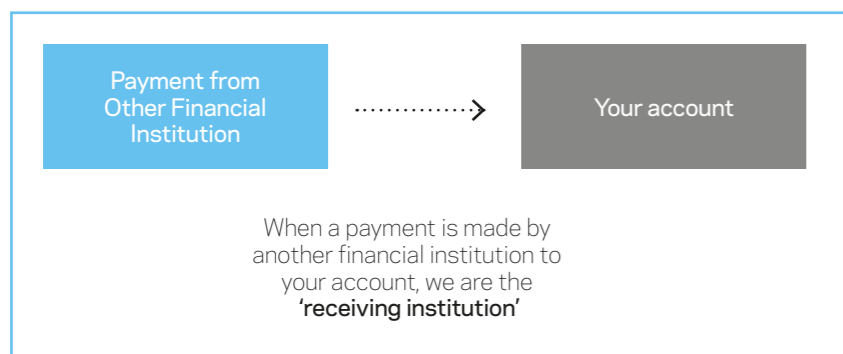 Payment from
Other Financial
Institution
Your account
When a payment is made by
another financial institution to
your account, we are the
‘receiving institution’